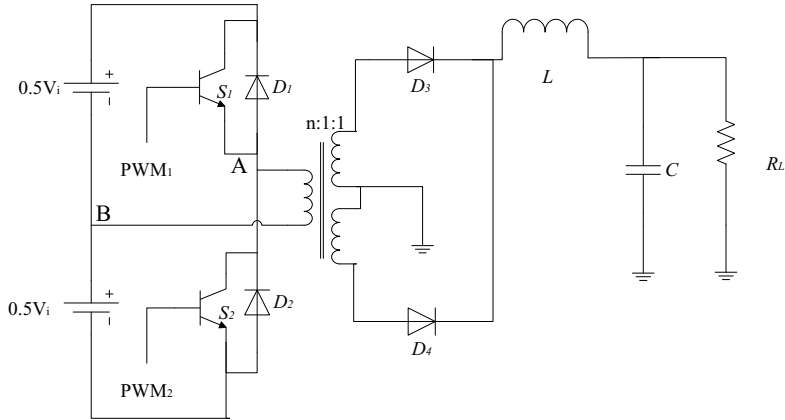 0.5Vi
+
-
S1
D1
PWM1
A
B
n:1:1
D3
L
C
RL
0.5Vi
+
-
S2
D2
PWM2
D4